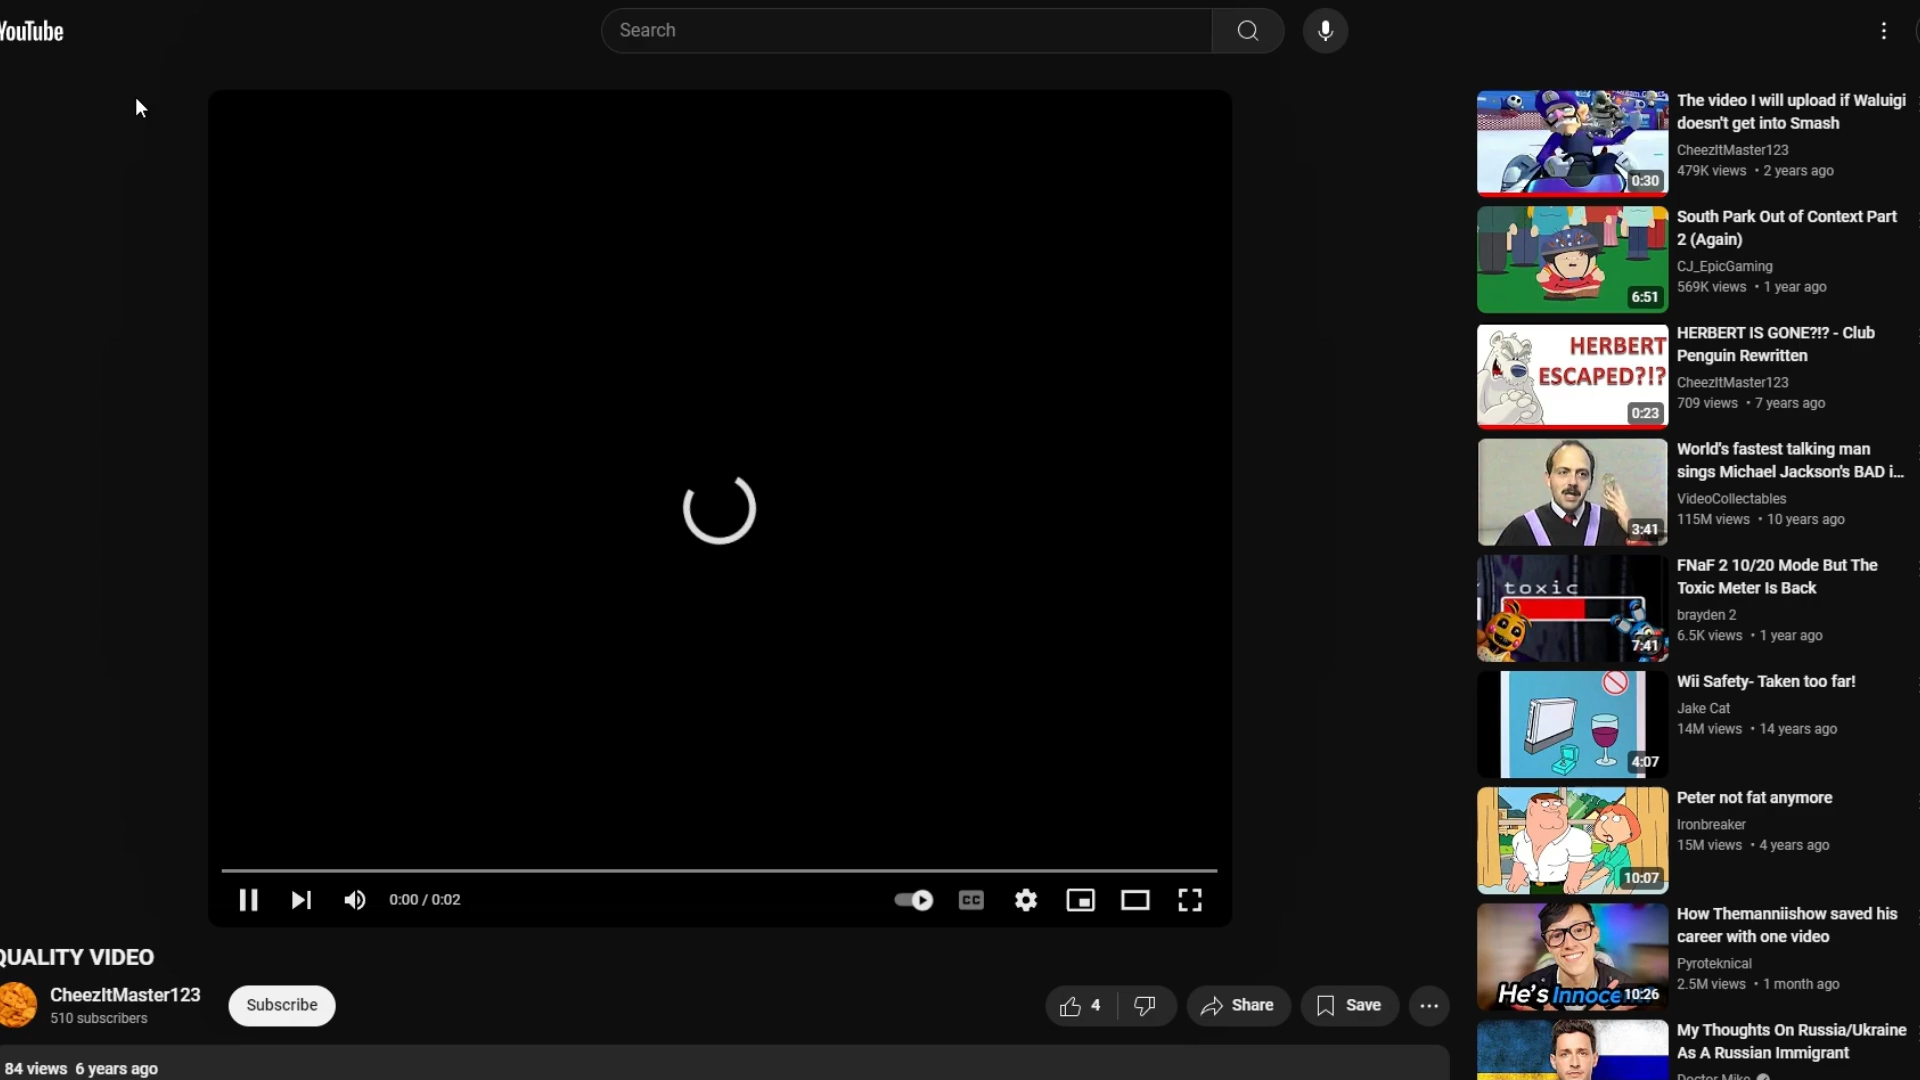 YouTube
Search
0:00 / 0:02
CC
QUALITY VIDEO
CheezItMaster123
510 subscribers
Subscribe
4
Share
Save
84 views 6 years ago
The video I will upload if Waluigi
doesn't get into Smash
CheezItMaster123
479K views • 2 years ago
0:30
South Park Out of Context Part
2 (Again)
CJ_EpicGaming
569K views • 1 year ago
6:51
HERBERT IS GONE?!? - Club
Penguin Rewritten
CheezItMaster123
709 views • 7 years ago
HERBERT
ESCAPED?!?
0:23
World's fastest talking man
sings Michael Jackson's BAD i...
VideoCollectables
115M views • 10 years ago
3:41
FNaF 2 10/20 Mode But The
Toxic Meter Is Back
brayden 2
6.5K views • 1 year ago
toxic
7:41
Wii Safety- Taken too far!
Jake Cat
14M views • 14 years ago
4:07
Peter not fat anymore
Ironbreaker
15M views • 4 years ago
10:07
How Themanniishow saved his
career with one video
Pyroteknical
2.5M views • 1 month ago
He's
10:26
My Thoughts On Russia/Ukraine
As A Russian Immigrant
Doctor Mike